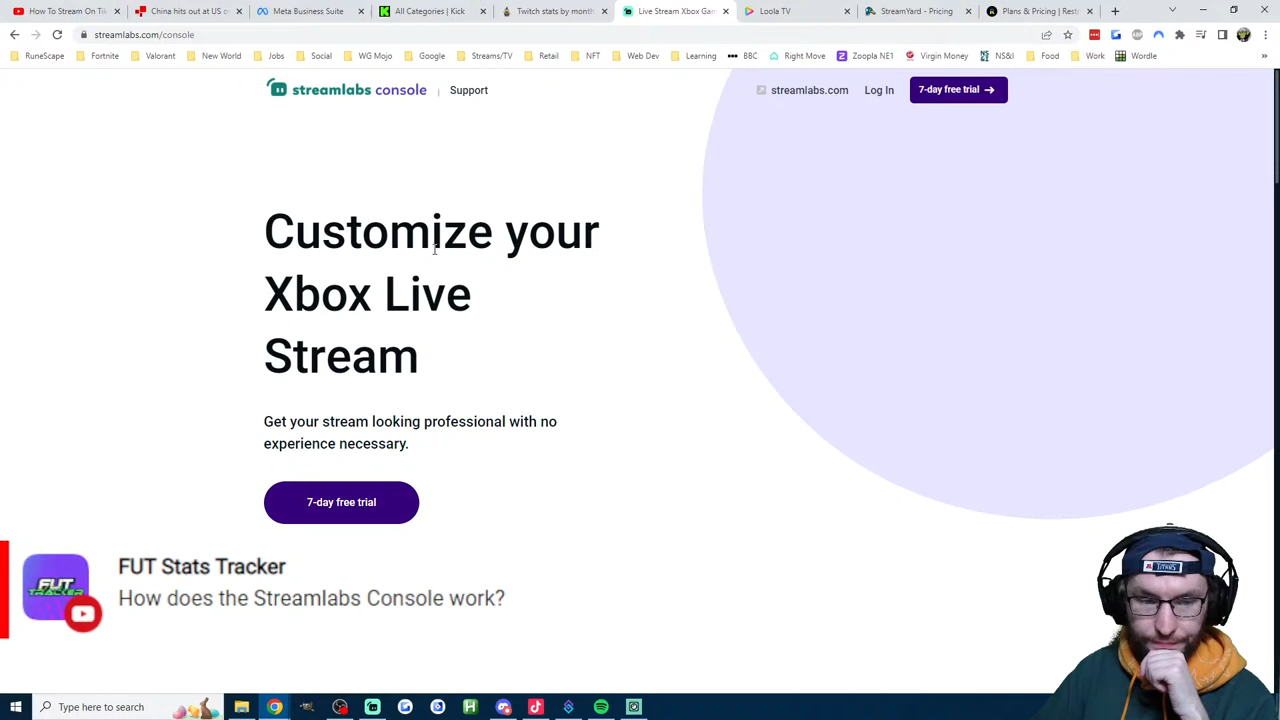 How To Stream On Tik
China hits out at US c
Meta Business Suite
All Categories | Kick
Twitch stats by month
Live Stream Xbox Gam
Loola TV
StreamYard - Pricing
Plans & Pricing | Rest
streamlabs.com/console
RuneScape
Fortnite
Valorant
New World
Jobs
Social
WG Mojo
Google
Streams/TV
Retail
NFT
Web Dev
Learning
BBC
Right Move
Zoopla NE1
Virgin Money
NS&I
Food
Work
Wordle
streamlabs console
Support
streamlabs.com
Log In
7-day free trial
Customize your
Xbox Live
Stream
Get your stream looking professional with no
experience necessary.
7-day free trial
FUT
TRACKER
FUT Stats Tracker
How does the Streamlabs Console work?
TITANS
Type here to search